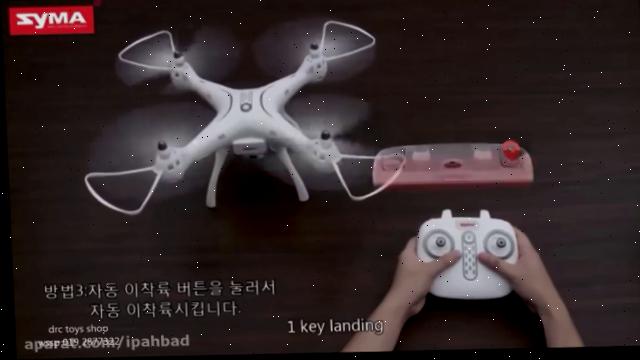 SYMA
방법3:자동 이착륙 버튼을 눌러서
자동 이착륙시킵니다.
1 key landing
drc toys shop
aparat.com/ipahbad